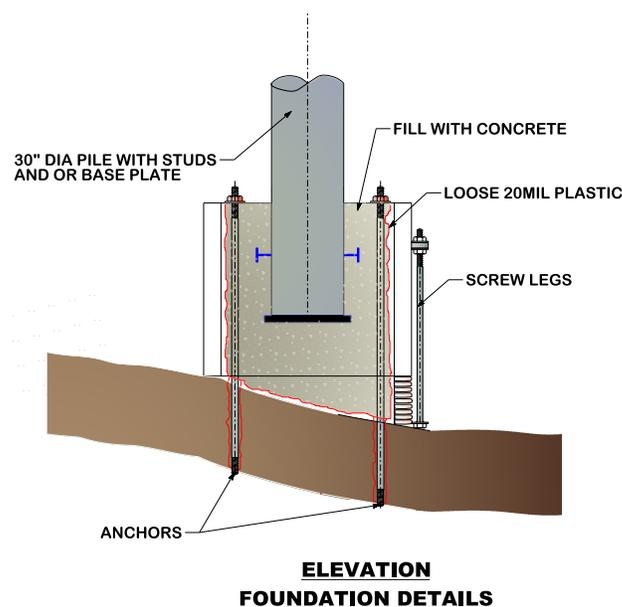 30" DIA PILE WITH STUDS
AND OR BASE PLATE
FILL WITH CONCRETE
LOOSE 20MIL PLASTIC
SCREW LEGS
ANCHORS
ELEVATION
FOUNDATION DETAILS